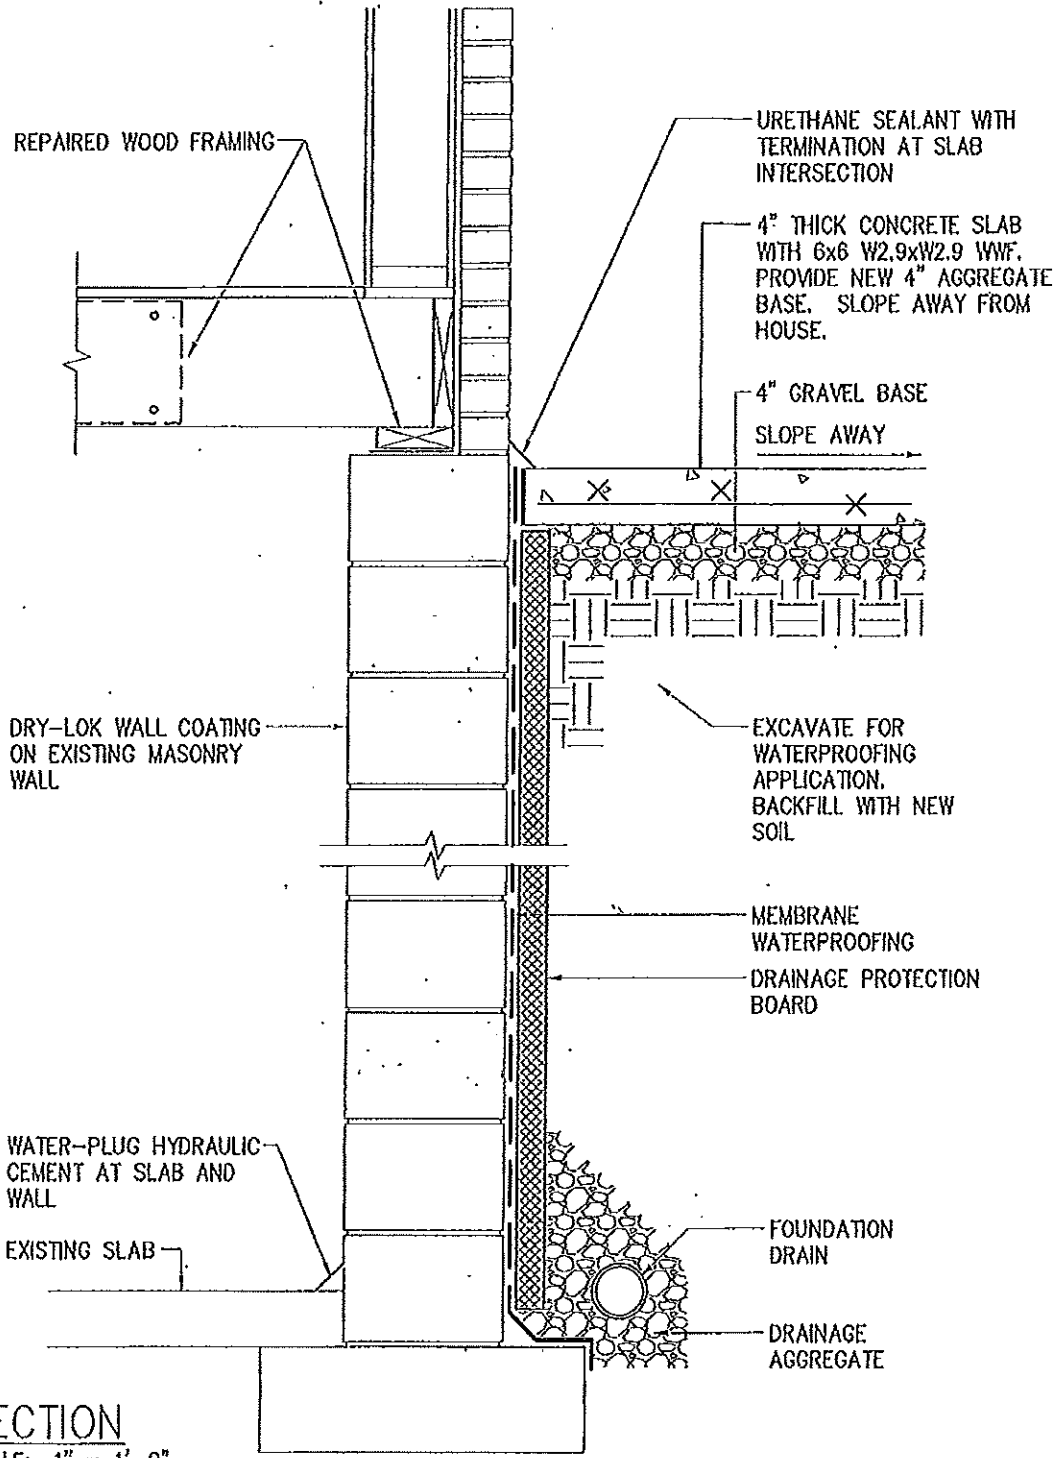 REPAIRED WOOD FRAMING
URETHANE SEALANT WITH
TERMINATION AT SLAB
INTERSECTION
4" THICK CONCRETE SLAB
WITH 6x6 W2.9xW2.9 WWF.
PROVIDE NEW 4" AGGREGATE
BASE. SLOPE AWAY FROM
HOUSE.
4" GRAVEL BASE
SLOPE AWAY
DRY-LOK WALL COATING
ON EXISTING MASONRY
WALL
EXCAVATE FOR
WATERPROOFING
APPLICATION.
BACKFILL WITH NEW
SOIL
MEMBRANE
WATERPROOFING
DRAINAGE PROTECTION
BOARD
WATER-PLUG HYDRAULIC
CEMENT AT SLAB AND
WALL
EXISTING SLAB
FOUNDATION
DRAIN
DRAINAGE
AGGREGATE
ECTION